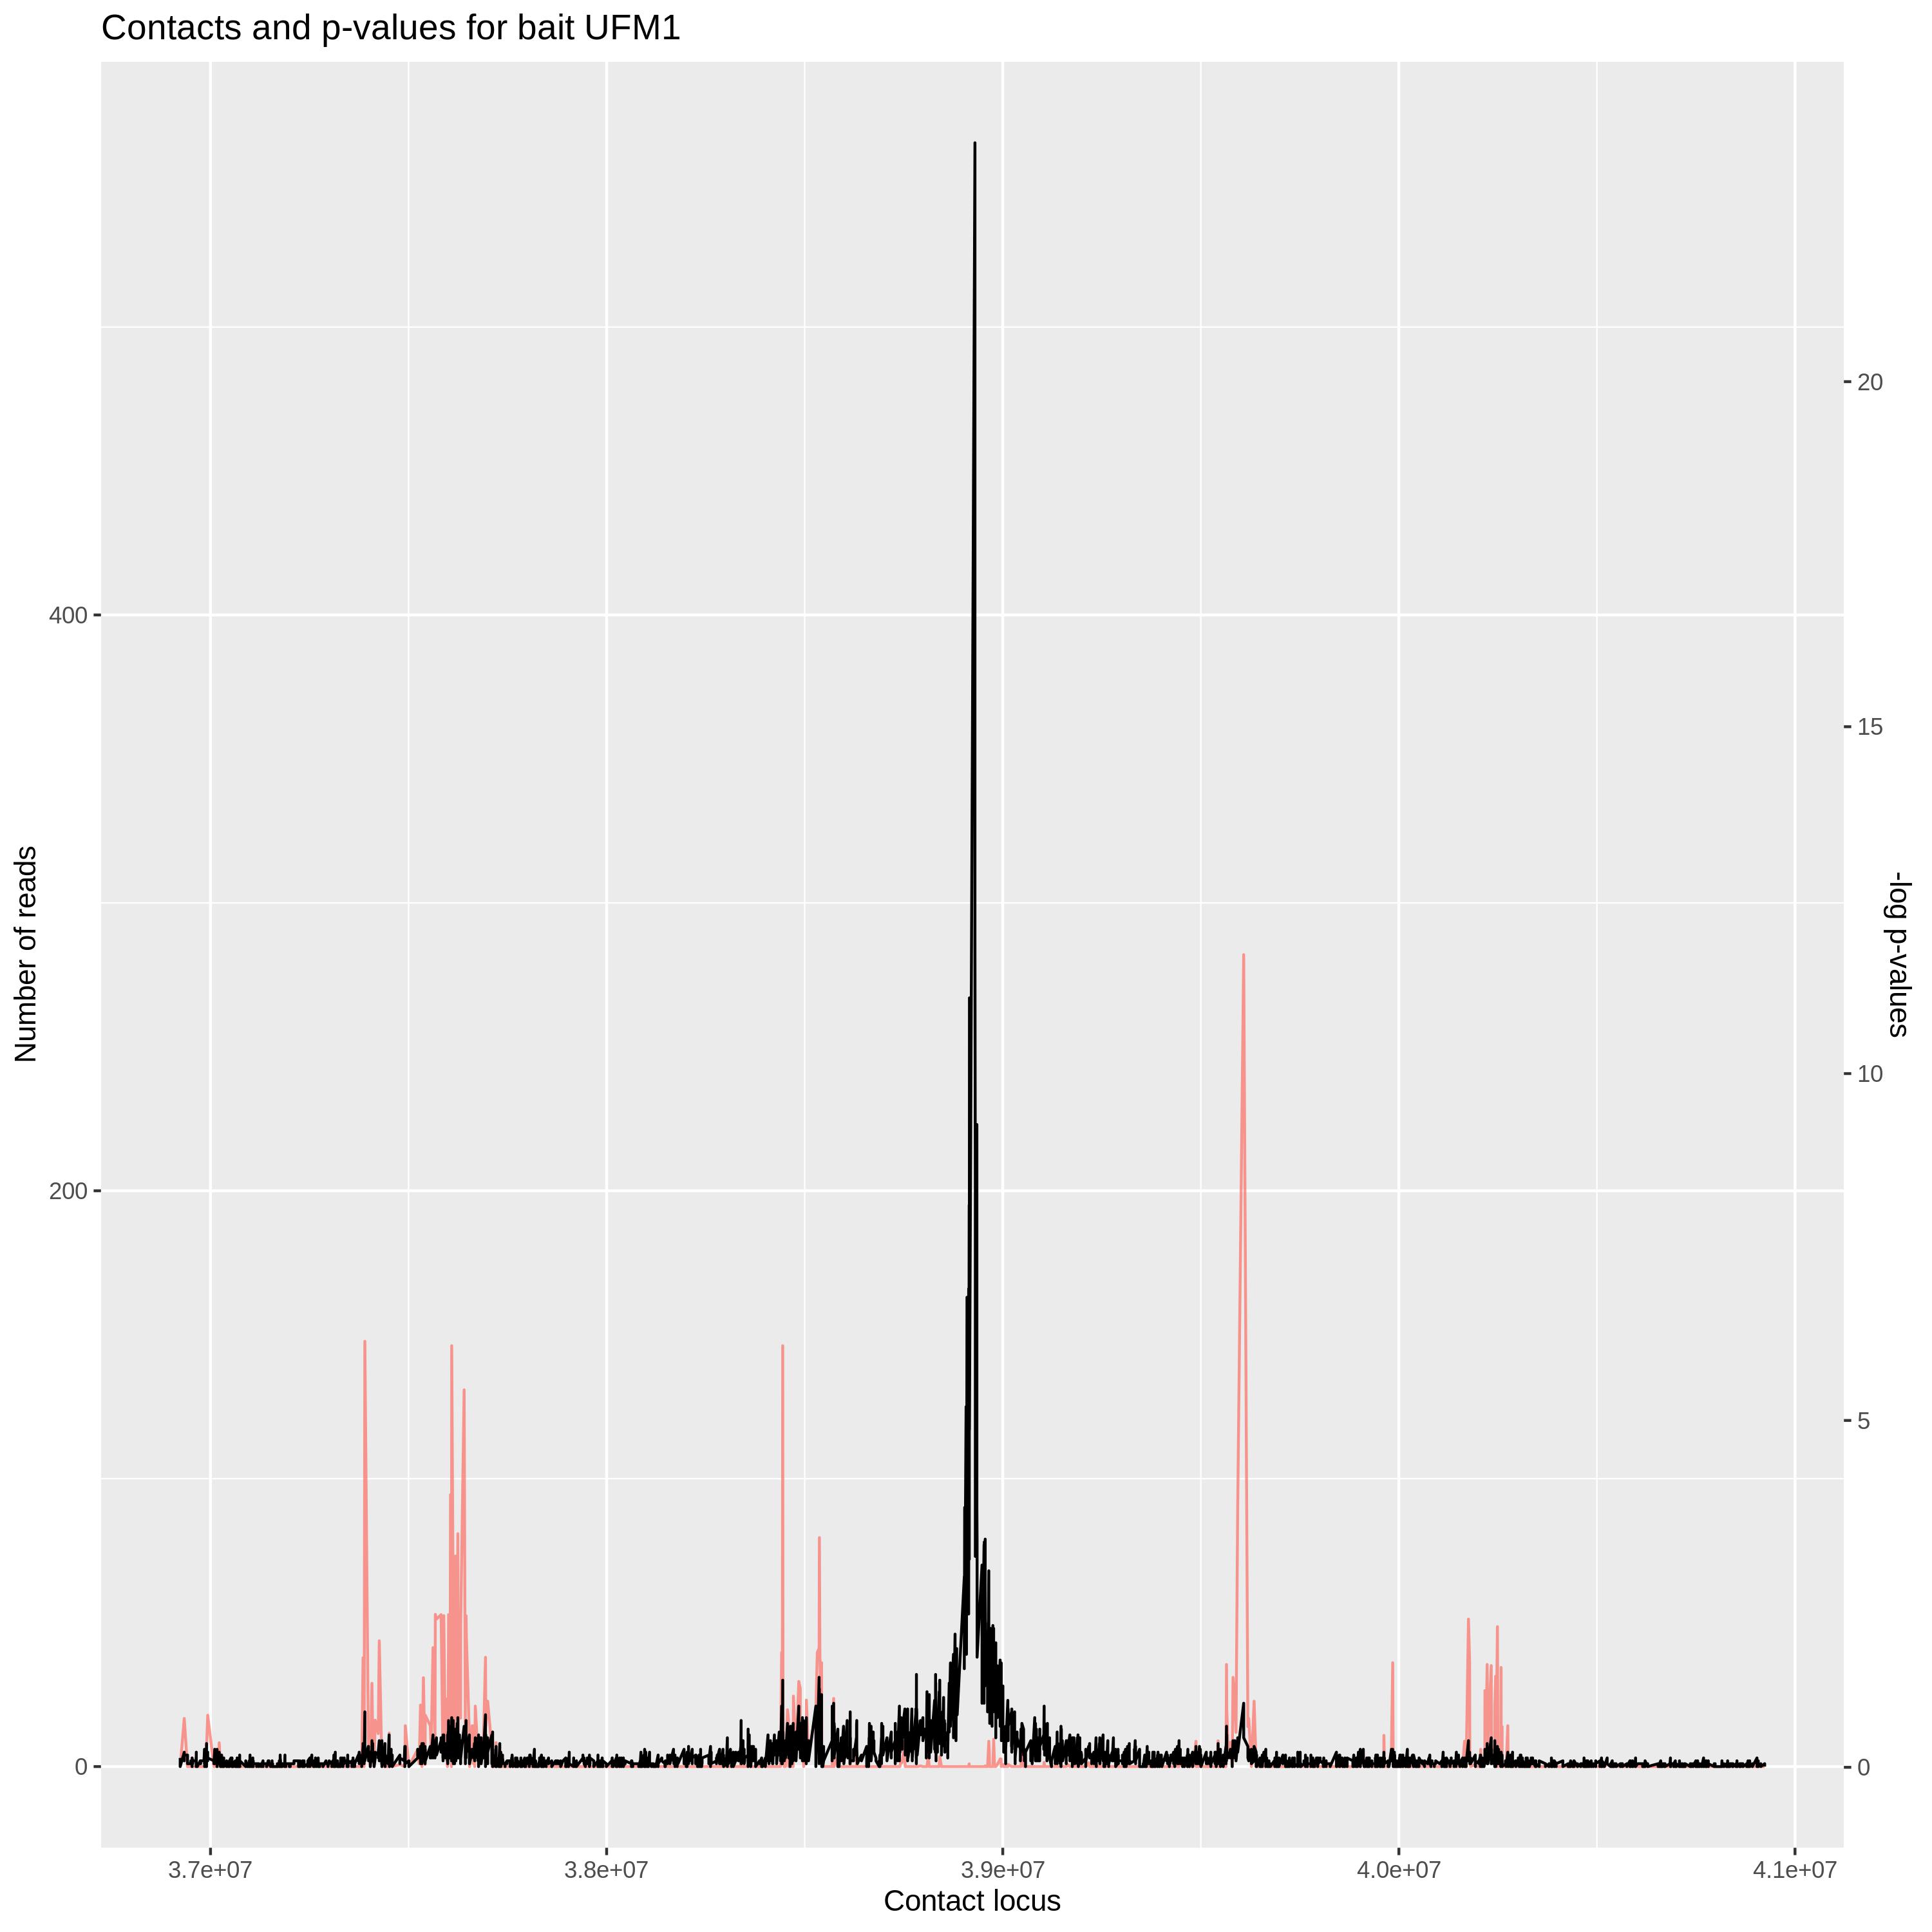 Contacts and p-values for bait UFM1
Number of reads
400
200
0
20
15
10
5
0
-log p-values
3.7e+07 3.8e+07 3.9e+07 4.0e+07 4.1e+07
Contact locus